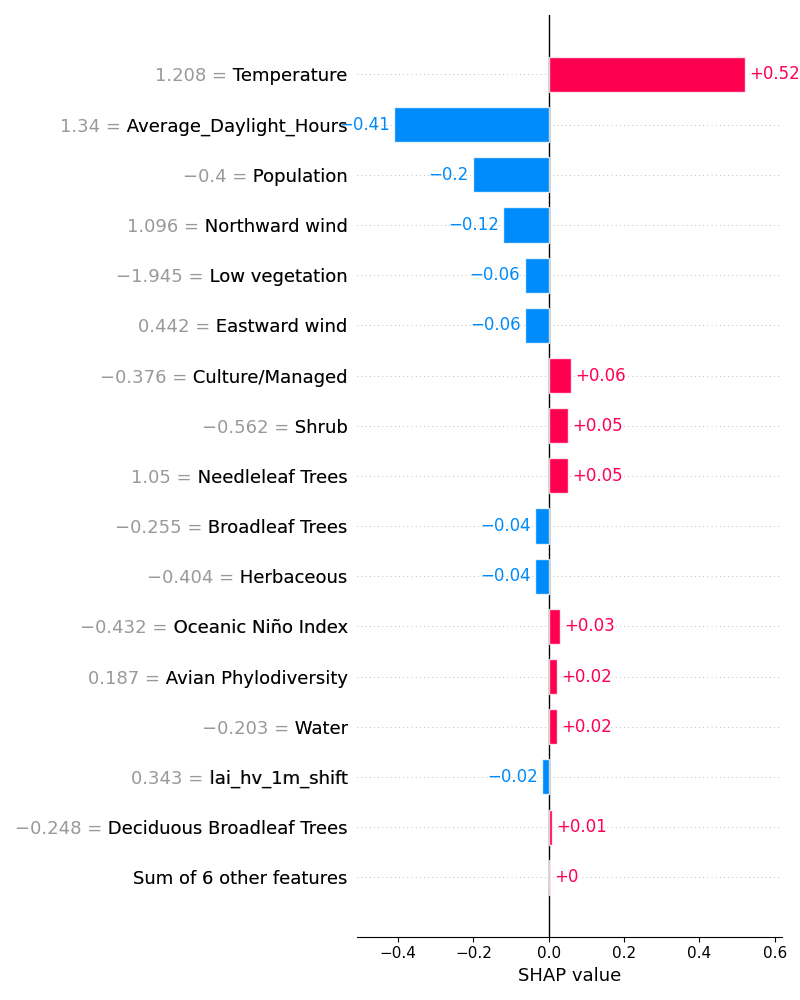 1.208 = Temperature +0.52
1.34 = Average_Daylight_Hours −0.41
−0.4 = Population −0.2
1.096 = Northward wind −0.12
−1.945 = Low vegetation −0.06
0.442 = Eastward wind −0.06
−0.376 = Culture/Managed +0.06
−0.562 = Shrub +0.05
1.05 = Needleleaf Trees +0.05
−0.255 = Broadleaf Trees −0.04
−0.404 = Herbaceous −0.04
−0.432 = Oceanic Niño Index +0.03
0.187 = Avian Phylodiversity +0.02
−0.203 = Water +0.02
0.343 = lai_hv_1m_shift −0.02
−0.248 = Deciduous Broadleaf Trees +0.01
Sum of 6 other features +0
−0.4 −0.2 0.0 0.2 0.4 0.6
SHAP value